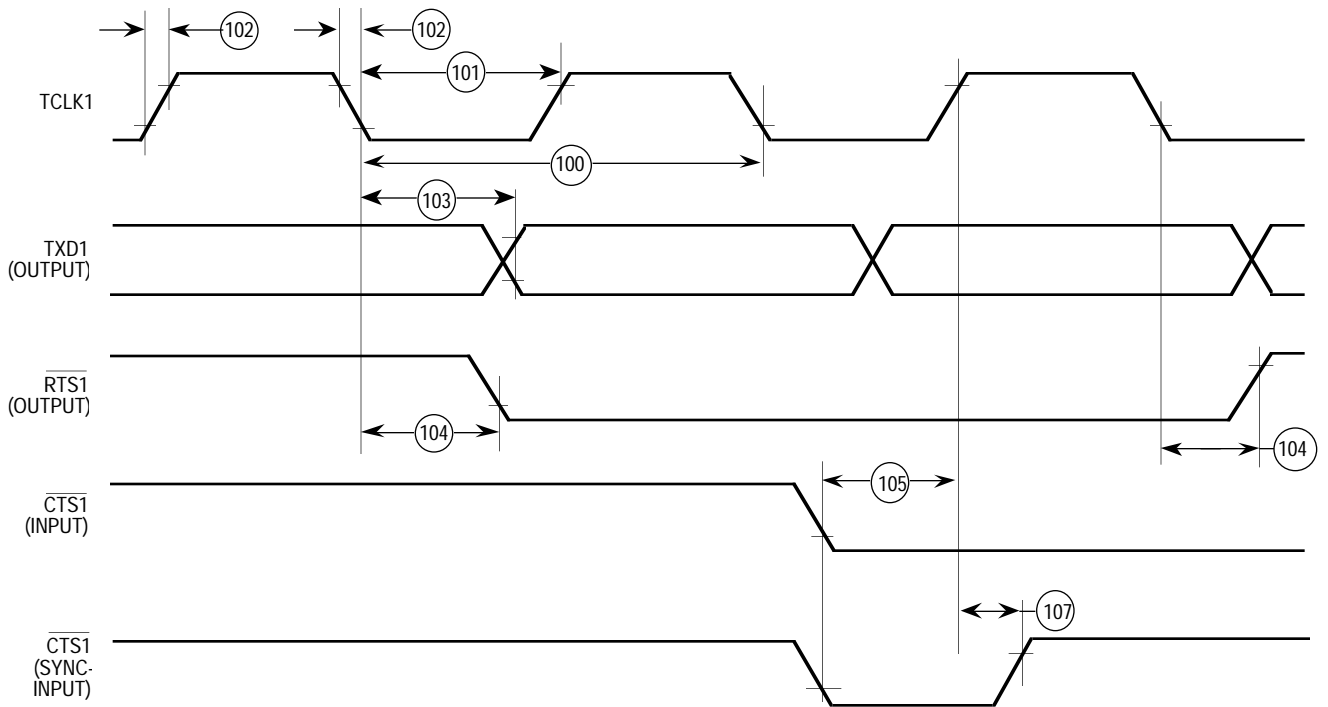 102
102
101
TCLK1
100
103
TXD1
(OUTPUT)
RTS1
(OUTPUT)
104
104
105
CTS1
(INPUT)
107
CTS1
(SYNC-
INPUT)